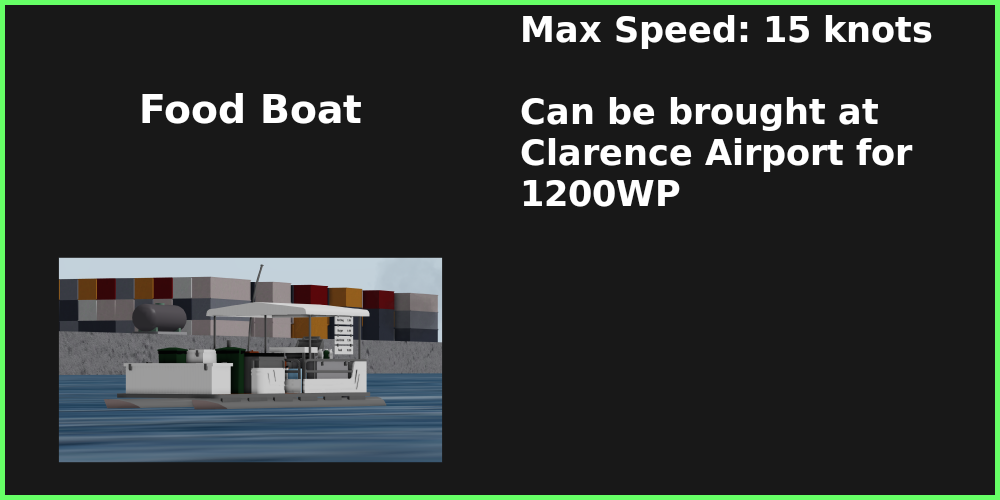 Max Speed: 15 knots
Food Boat
Can be brought at
Clarence Airport for
1200WP